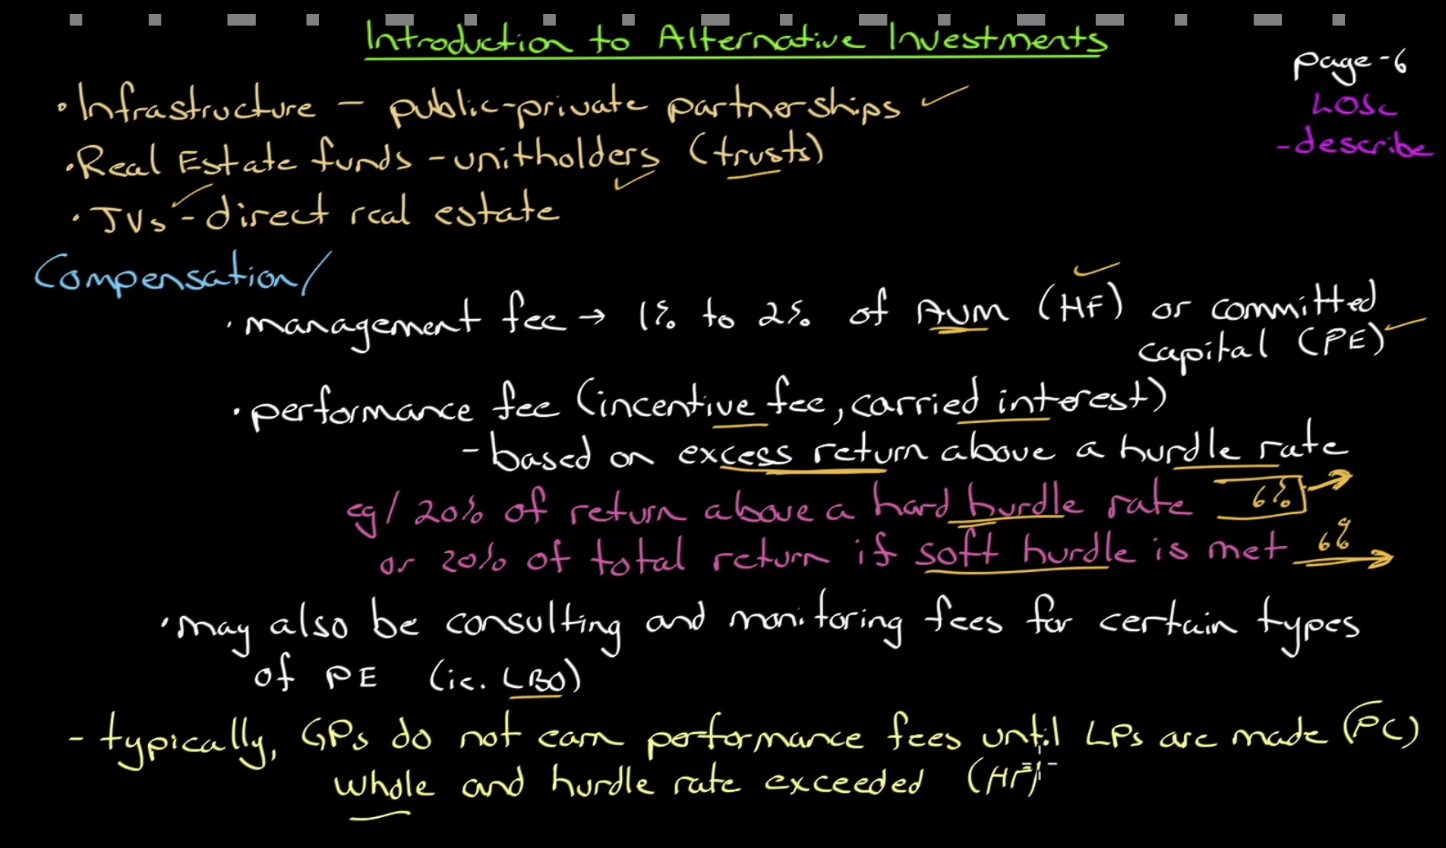 Introduction to Alternative Investments
page-6
LOSc
-describe
• Infrastructure - public-private partnerships ✓
• Real Estate funds - unitholders (trusts)
• JVs - direct real estate
Compensation/
• management fee → 1% to 2% of AUM (HF) or committed
capital (PE)
• performance fee (incentive fee, carried interest)
- based on excess return above a hurdle rate
eg/ 20% of return above a hard hurdle rate 6%
or 20% of total return if soft hurdle is met
• may also be consulting and monitoring fees for certain types
of PE (ie. LBO)
- typically, GPs do not earn performance fees until LPs are made (PC)
whole and hurdle rate exceeded (HF)